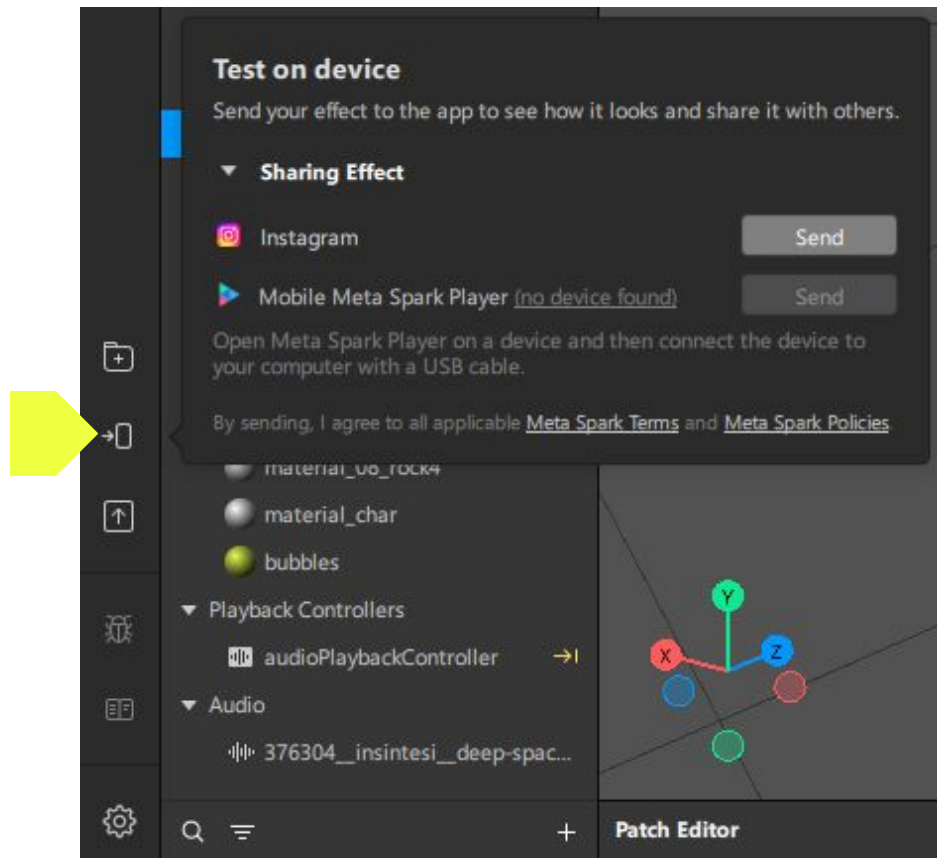 Test on device
Send your effect to the app to see how it looks and share it with others.
Sharing Effect
Instagram
Send
Mobile Meta Spark Player (no device found)
Send
Open Meta Spark Player on a device and then connect the device to
your computer with a USB cable.
By sending, I agree to all applicable Meta Spark Terms and Meta Spark Policies.
material_08_rock4
material_char
bubbles
Playback Controllers
audioPlaybackController
Audio
376304__insintesi__deep-spac...
Y
X
Z
Patch Editor